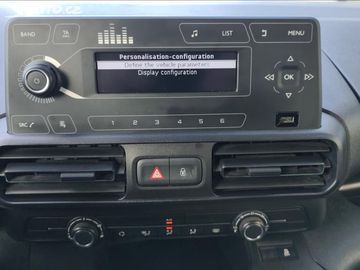 BAND
TA
LIST
MENU
Personalisation-configuration
Define the vehicle parameters
Display configuration
OK
SRC
1 2 3 4 5 6